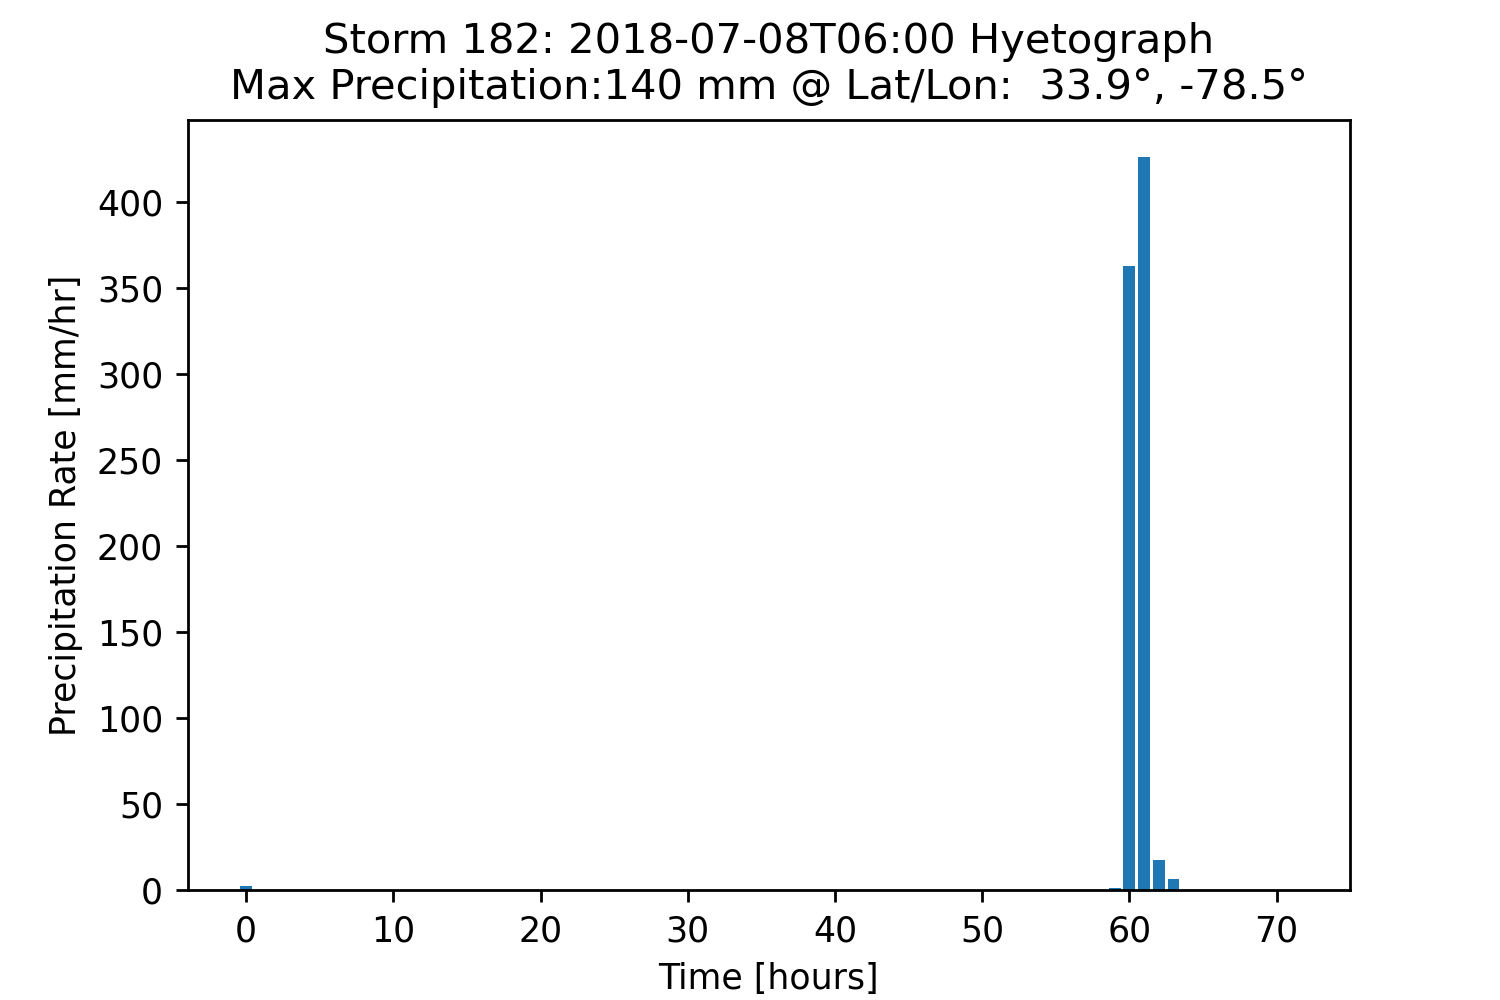 Storm 182: 2018-07-08T06:00 Hyetograph
Max Precipitation:140 mm @ Lat/Lon:  33.9°, -78.5°
Precipitation Rate [mm/hr]
400
350
300
250
200
150
100
50
0
0 10 20 30 40 50 60 70
Time [hours]